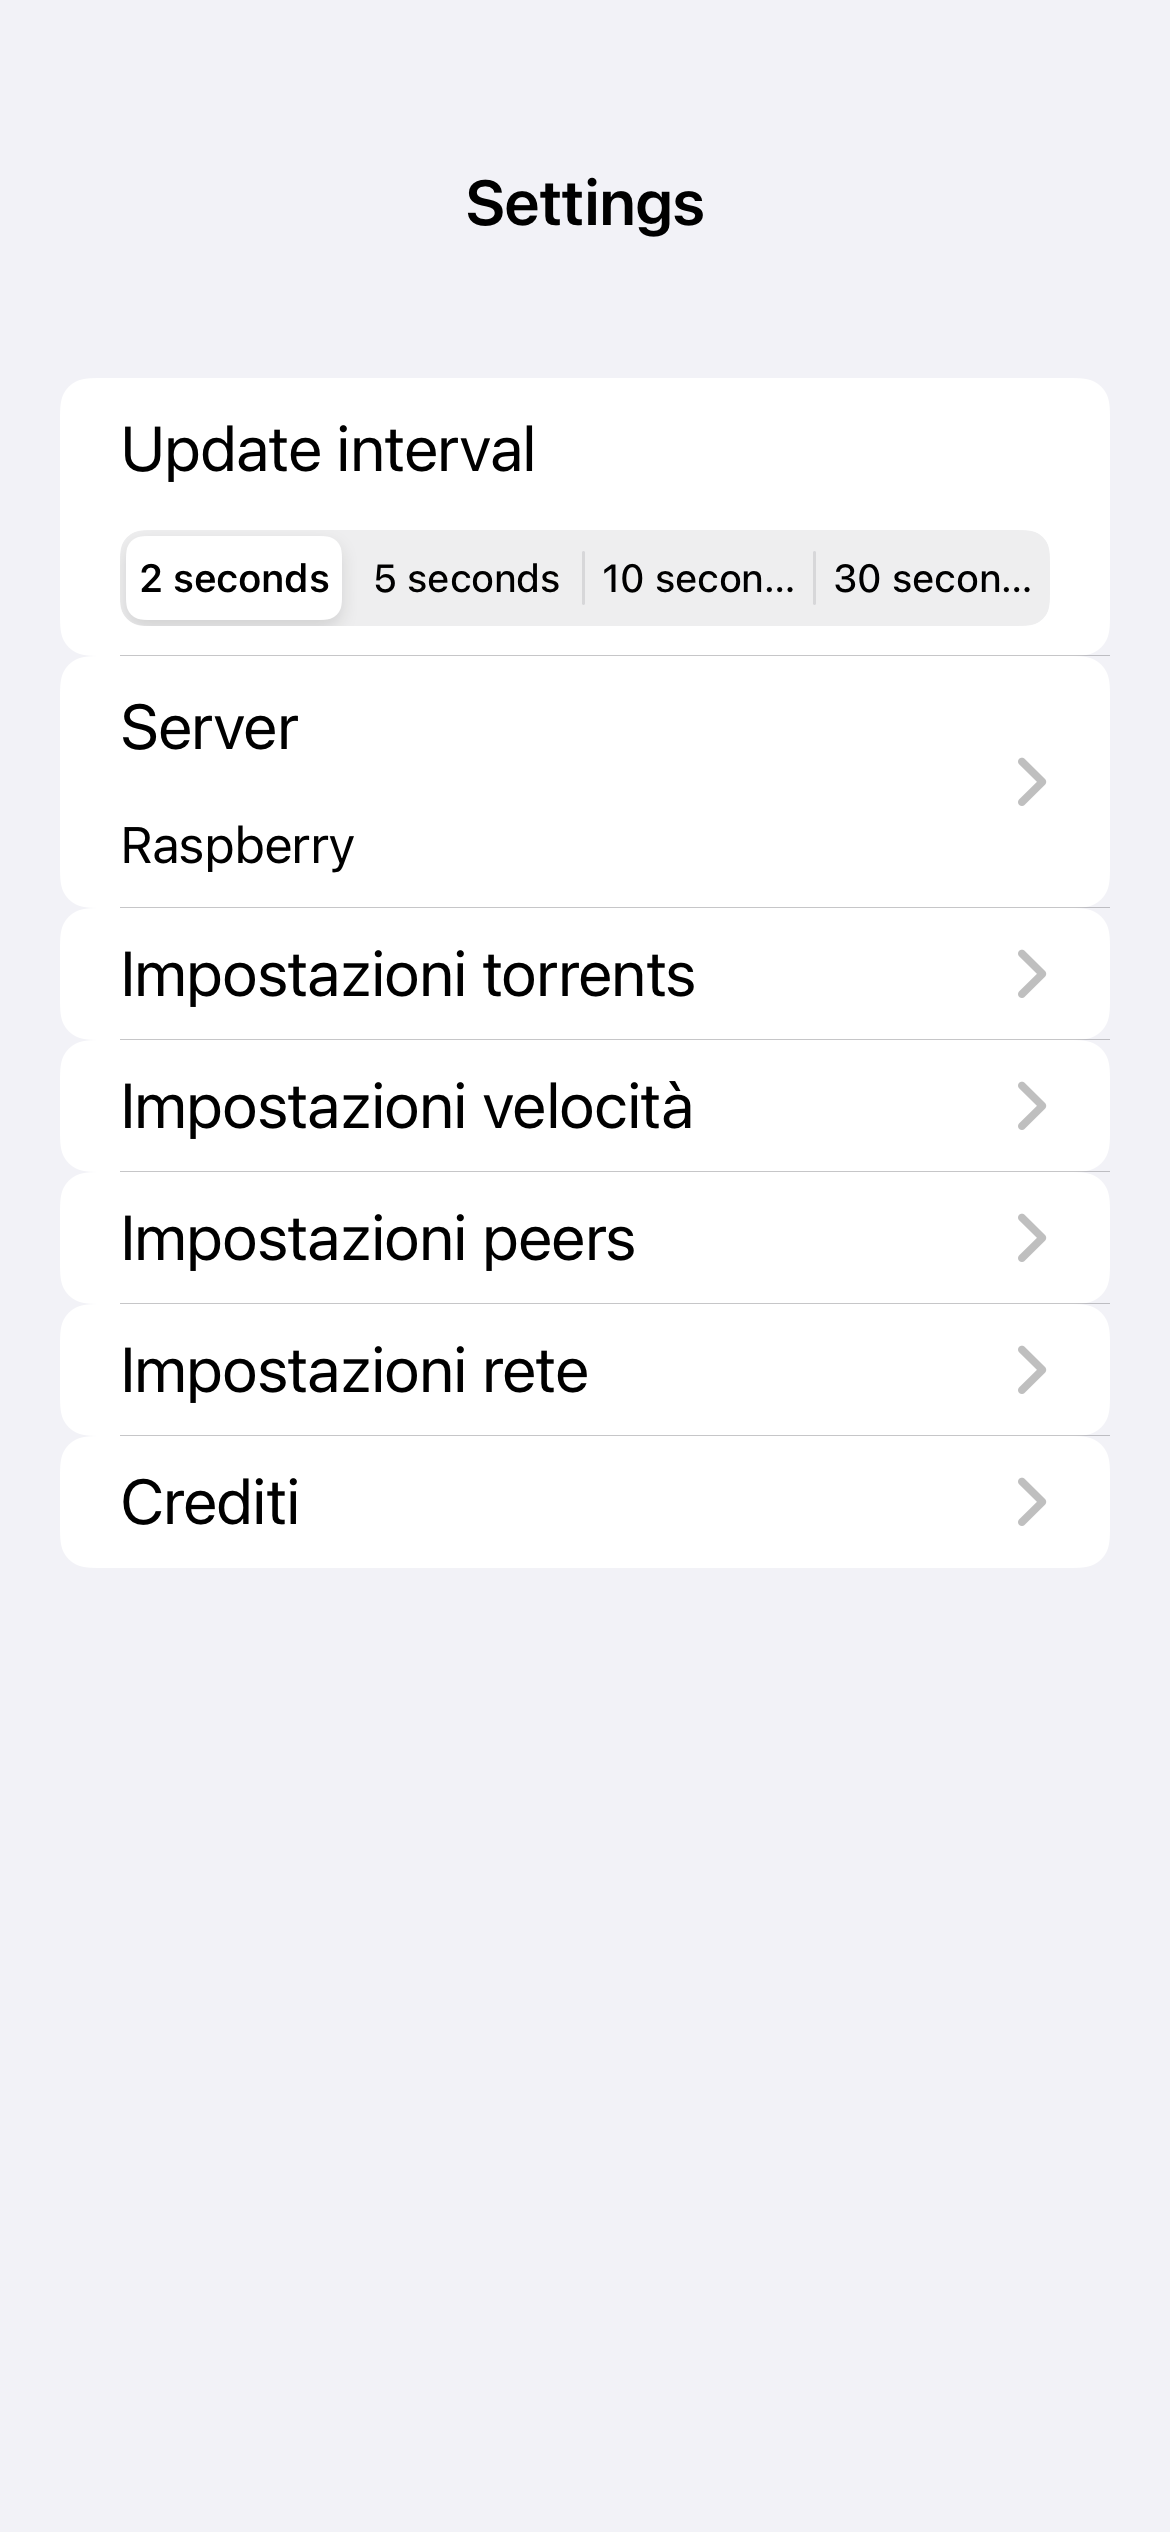 Settings
Update interval
2 seconds 5 seconds 10 secon... 30 secon...
Server
Raspberry
Impostazioni torrents
Impostazioni velocità
Impostazioni peers
Impostazioni rete
Crediti